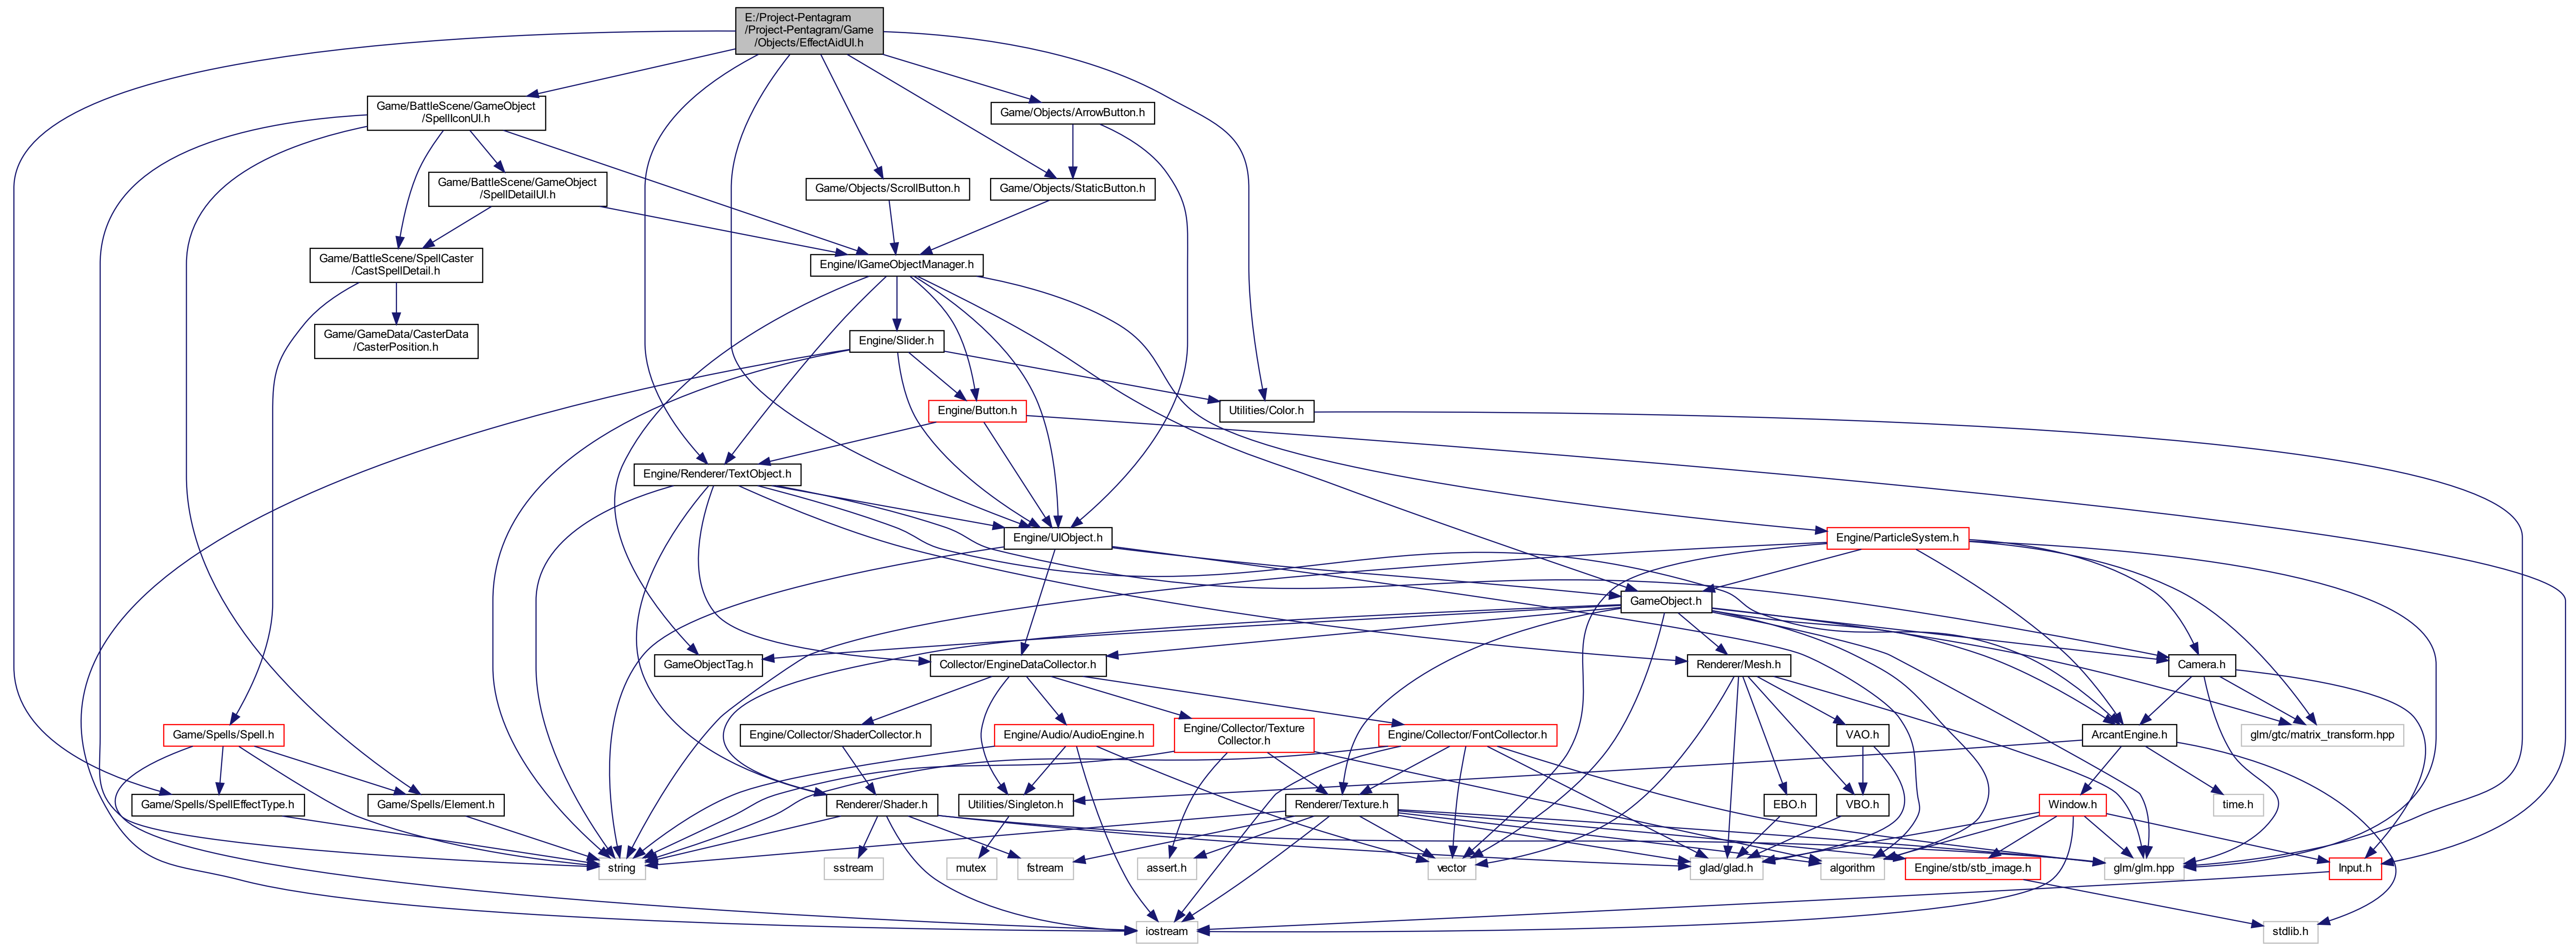 E:/Project-Pentagram
/Project-Pentagram/Game
/Objects/EffectAidUI.h
Game/BattleScene/GameObject
/SpellIconUI.h
Game/Objects/ArrowButton.h
Game/BattleScene/GameObject
/SpellDetailUI.h
Game/Objects/ScrollButton.h
Game/Objects/StaticButton.h
Game/BattleScene/SpellCaster
/CastSpellDetail.h
Engine/IGameObjectManager.h
Game/GameData/CasterData
/CasterPosition.h
Engine/Slider.h
Engine/Button.h
Utilities/Color.h
Engine/Renderer/TextObject.h
Engine/UIObject.h
Engine/ParticleSystem.h
GameObject.h
GameObjectTag.h
Collector/EngineDataCollector.h
Renderer/Mesh.h
Camera.h
Game/Spells/Spell.h
Engine/Collector/ShaderCollector.h
Engine/Audio/AudioEngine.h
Engine/Collector/Texture
Collector.h
Engine/Collector/FontCollector.h
VAO.h
ArcantEngine.h
glm/gtc/matrix_transform.hpp
Game/Spells/SpellEffectType.h
Game/Spells/Element.h
Renderer/Shader.h
Utilities/Singleton.h
Renderer/Texture.h
EBO.h
VBO.h
Window.h
time.h
string
sstream
mutex
fstream
assert.h
vector
glad/glad.h
algorithm
Engine/stb/stb_image.h
glm/glm.hpp
Input.h
iostream
stdlib.h